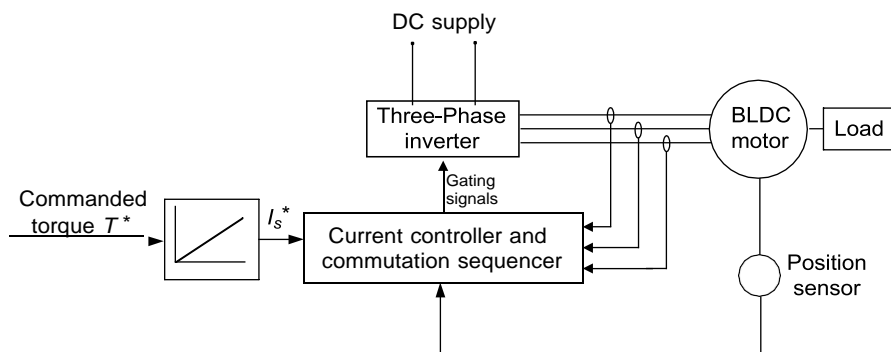 DC supply
Three-Phase
inverter
BLDC
motor
Load
Gating
signals
Commanded
torque T*
Is*
Current controller and
commutation sequencer
Position
sensor